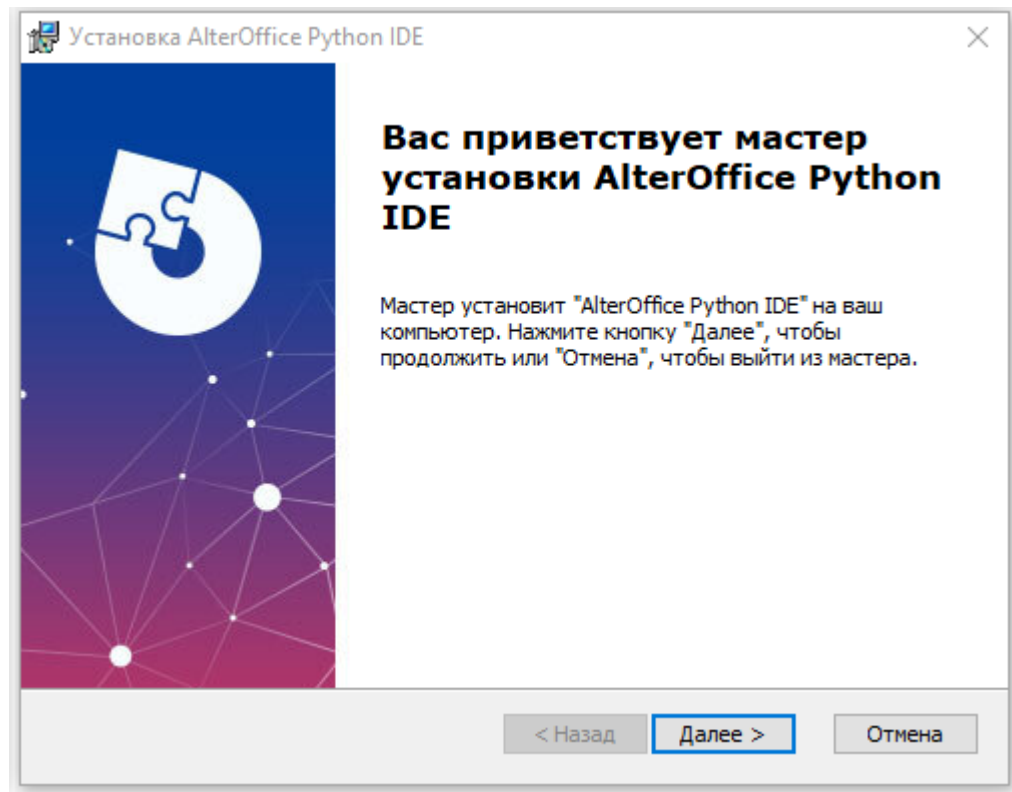 Установка AlterOffice Python IDE
Вас приветствует мастер
установки AlterOffice Python
IDE
Мастер установит "AlterOffice Python IDE" на ваш
компьютер. Нажмите кнопку "Далее", чтобы
продолжить или "Отмена", чтобы выйти из мастера.
< Назад
Далее >
Отмена